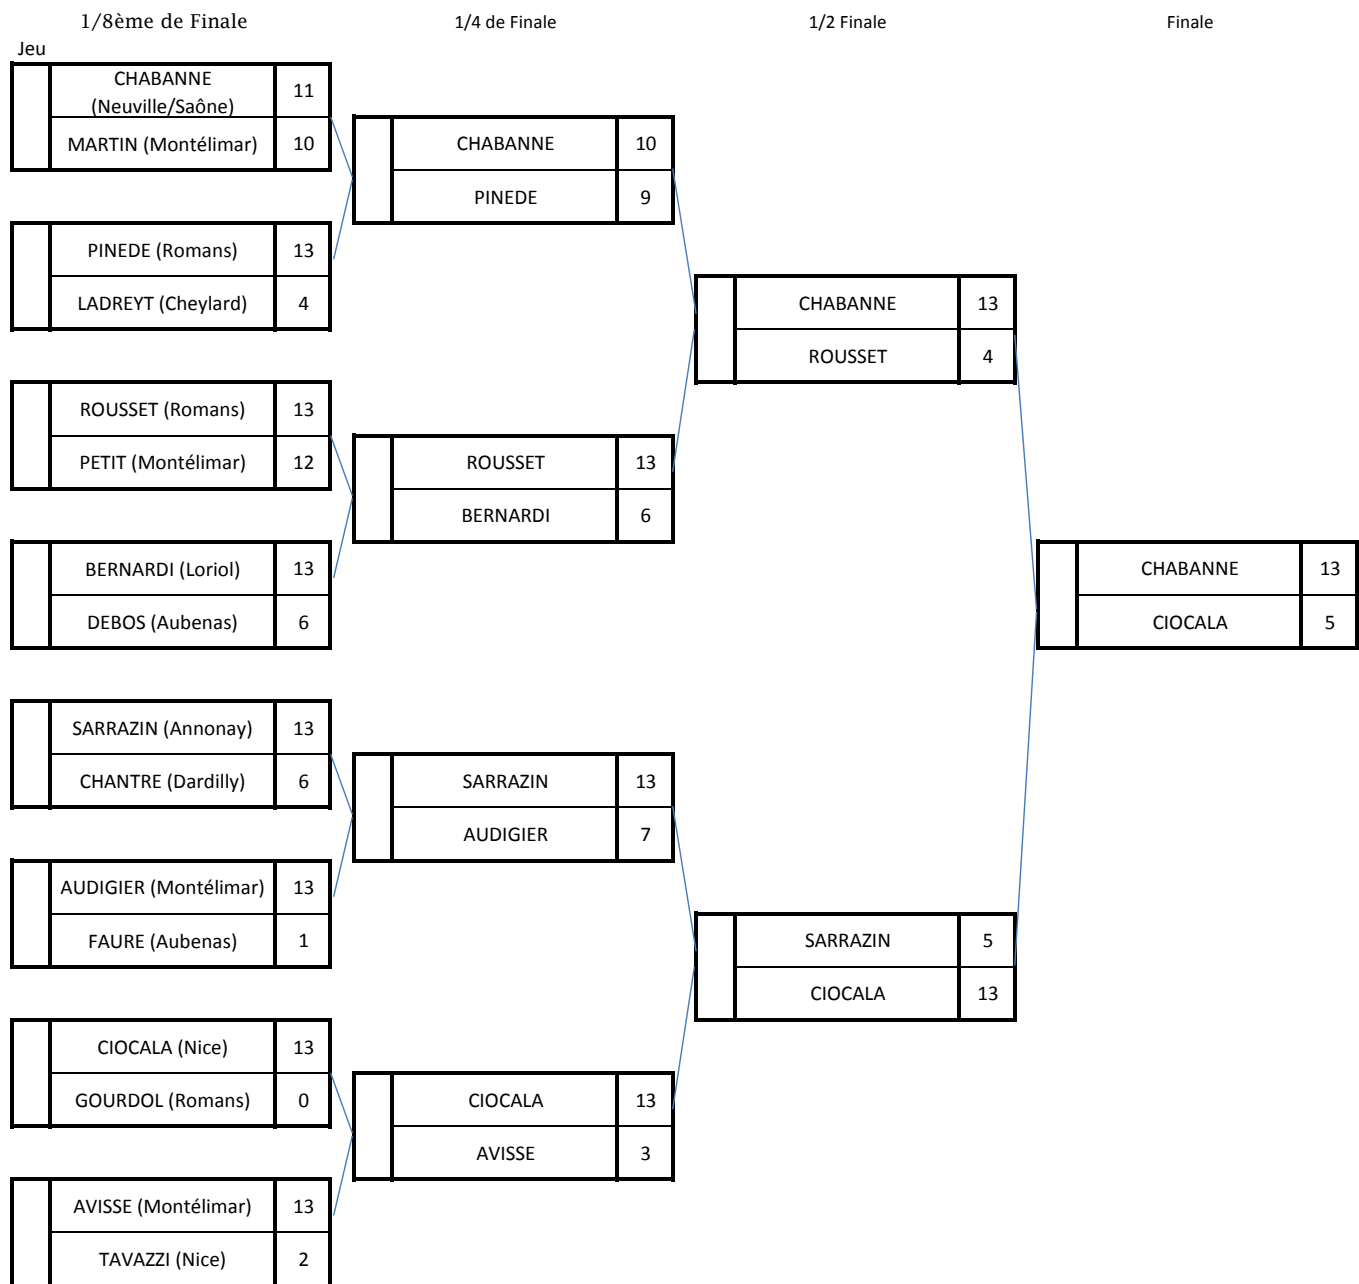 1/8ème de Finale
1/4 de Finale
1/2 Finale
Finale
Jeu
CHABANNE
(Neuville/Saône)
11
MARTIN (Montélimar)
10
PINEDE (Romans)
13
LADREYT (Cheylard)
4
ROUSSET (Romans)
13
PETIT (Montélimar)
12
BERNARDI (Loriol)
13
DEBOS (Aubenas)
6
SARRAZIN (Annonay)
13
CHANTRE (Dardilly)
6
AUDIGIER (Montélimar)
13
FAURE (Aubenas)
1
CIOCALA (Nice)
13
GOURDOL (Romans)
0
AVISSE (Montélimar)
13
TAVAZZI (Nice)
2
CHABANNE
10
PINEDE
9
ROUSSET
13
BERNARDI
6
SARRAZIN
13
AUDIGIER
7
CIOCALA
13
AVISSE
3
CHABANNE
13
ROUSSET
4
SARRAZIN
5
CIOCALA
13
CHABANNE
13
CIOCALA
5